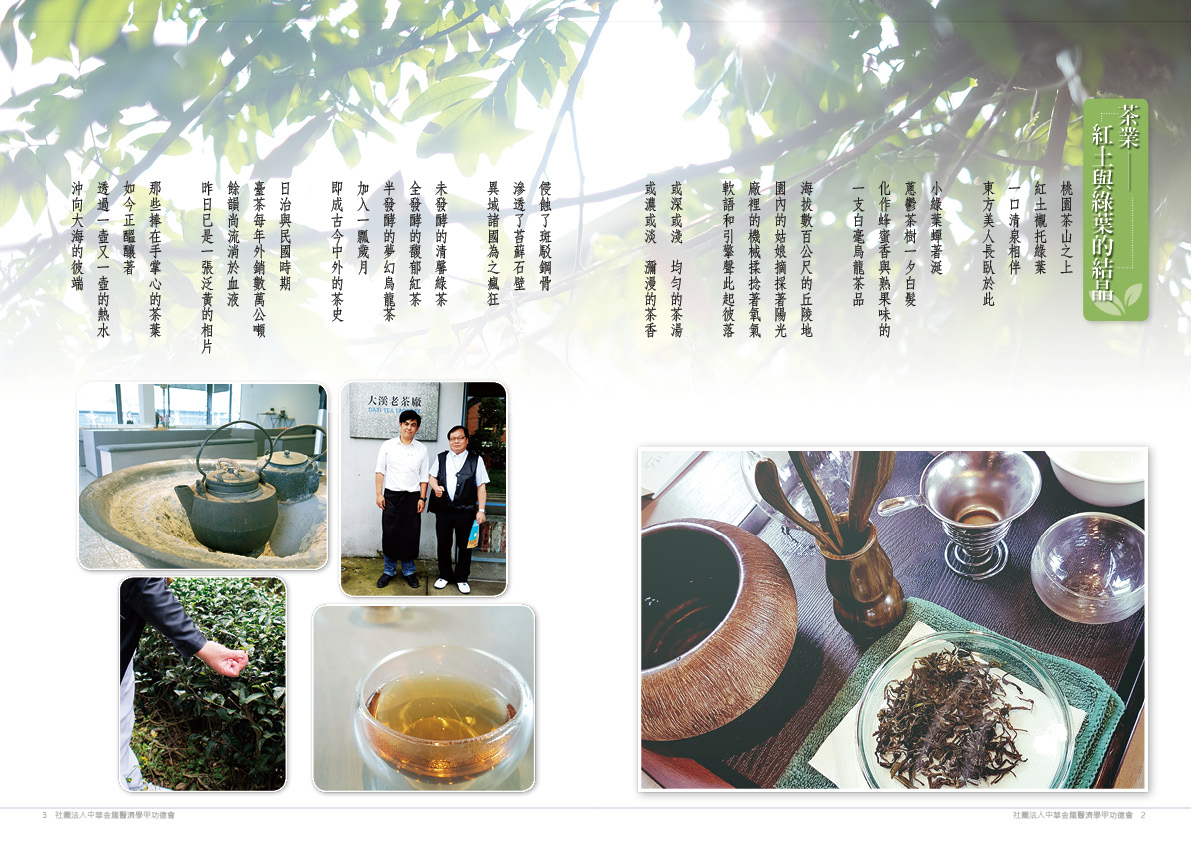 茶業——
紅土與綠葉的結晶
桃園茶山之上
紅土襯托綠葉
一口清泉相伴
東方美人長臥於此
小綠葉蟬著涎
蔥鬱茶樹一夕白髮
化作蜂蜜香與熟果味的
一支白毫烏龍茶品
海拔數百公尺的丘陵地
園內的姑娘摘採著陽光
廠裡的機械揉捻著氧氣
軟語和引擎聲此起彼落
或深或淺　均勻的茶湯
或濃或淡　瀰漫的茶香
侵蝕了斑駁鋼骨
滲透了苔蘚石壁
異域諸國為之瘋狂
未發酵的清馨綠茶
全發酵的馥郁紅茶
半發酵的夢幻烏龍茶
加入一瓢歲月
即成古今中外的茶史
日治與民國時期
臺茶每年外銷數萬公噸
餘韻尚流淌於血液
昨日已是一張泛黃的相片
那些捧在手掌心的茶葉
如今正醞釀著
透過一壺又一壺的熱水
沖向大海的彼端
大溪老茶廠
DAXI TEA FACTORY
社團法人中華金龍醫濟學甲功德會　2
3　社團法人中華金龍醫濟學甲功德會